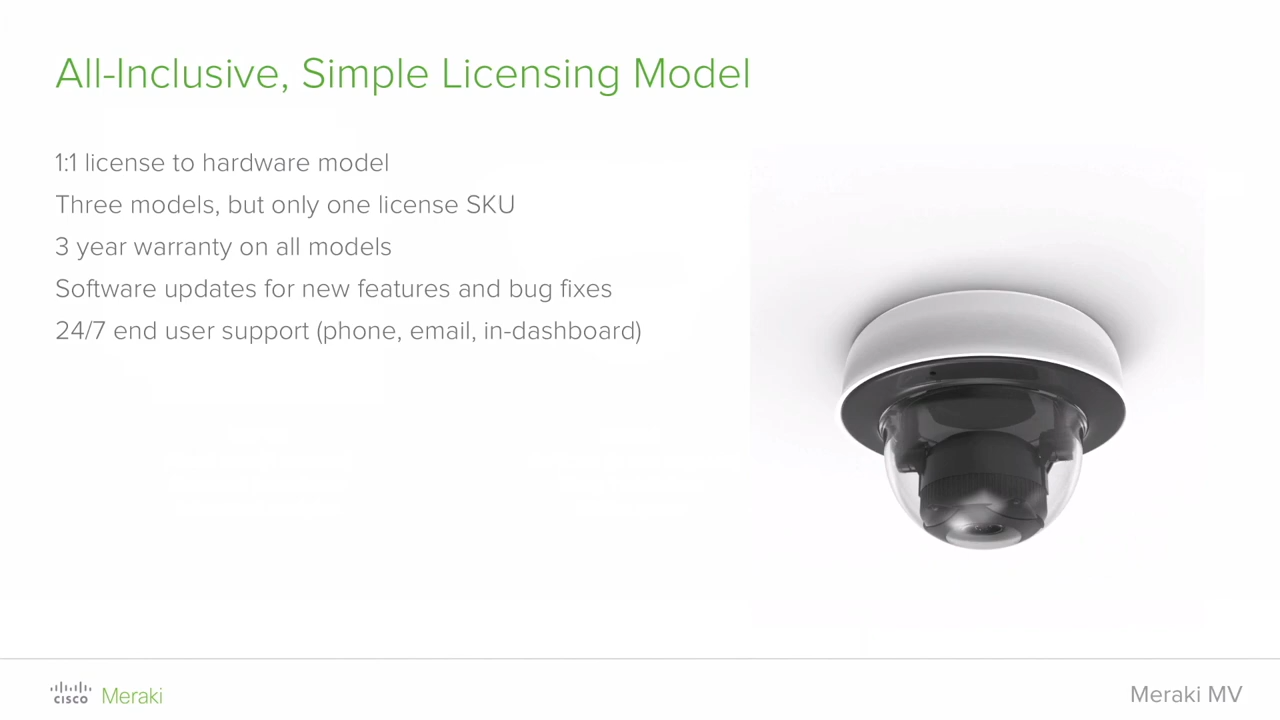 All-Inclusive, Simple Licensing Model
1:1 license to hardware model
Three models, but only one license SKU
3 year warranty on all models
Software updates for new features and bug fixes
24/7 end user support (phone, email, in-dashboard)
cisco Meraki
Meraki MV